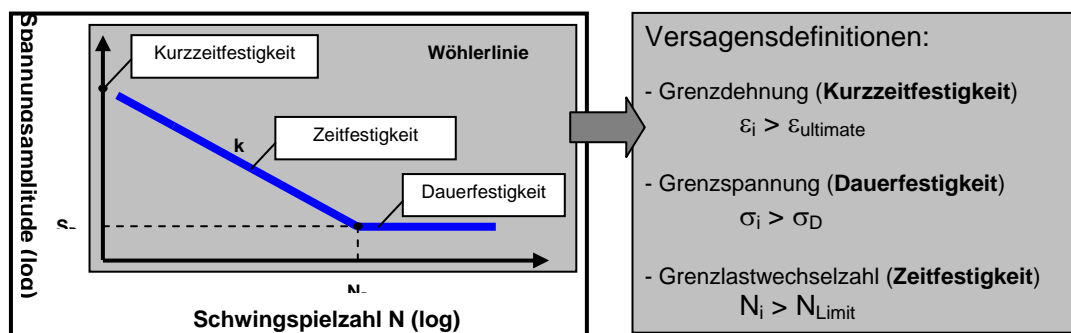 Spannungsamplitude (log)
Kurzzeitfestigkeit
Wöhlerlinie
Zeitfestigkeit
k
Dauerfestigkeit
Schwingspielzahl N (log)
Versagensdefinitionen:
- Grenzdehnung (Kurzzeitfestigkeit)
εi > εultimate
- Grenzspannung (Dauerfestigkeit)
σi > σD
- Grenzlastwechselzahl (Zeitfestigkeit)
Ni > NLimit